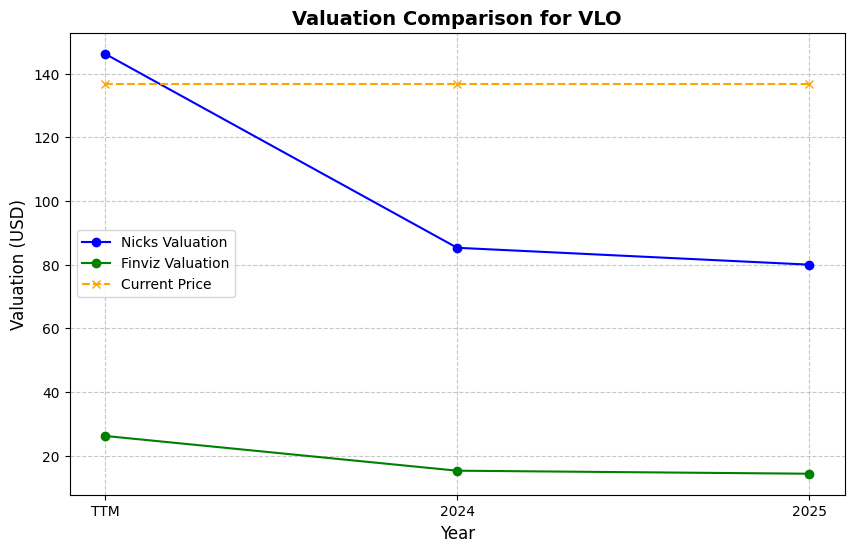 Valuation Comparison for VLO
Valuation (USD)
140
120
100
80
60
40
20
Nicks Valuation
Finviz Valuation
Current Price
TTM
2024
2025
Year